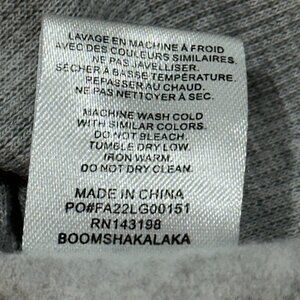 LAVAGE EN MACHINE À FROID
AVEC DES COULEURS SIMILAIRES.
NE PAS JAVELLISER.
SÉCHER À BASSE TEMPÉRATURE.
REPASSER AU CHAUD.
NE PAS NETTOYER À SEC.
MACHINE WASH COLD
WITH SIMILAR COLORS.
DO NOT BLEACH.
TUMBLE DRY LOW.
IRON WARM.
DO NOT DRY CLEAN.
MADE IN CHINA
PO#FA22LG00151
RN143198
BOOMSHAKALAKA